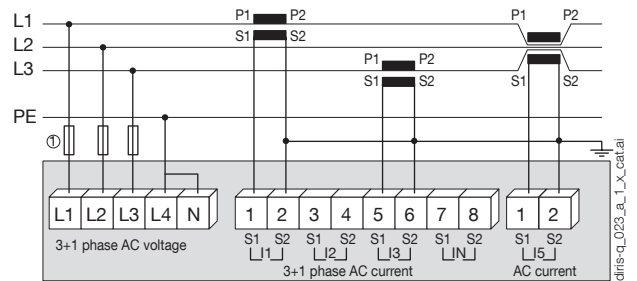 L1 P1 P2 P1 P2
S1 S2
L2 P1 P2 S1 S2
L3 S1 S2
PE
①
L1 L2 L3 L4 N 1 2 3 4 5 6 7 8 1 2
S1 S2 S1 S2 S1 S2 S1 S2 S1 S2
I1 I2 I3 IN I5
3+1 phase AC voltage 3+1 phase AC current AC current
diris-q_023_a_1_x_cat.ai